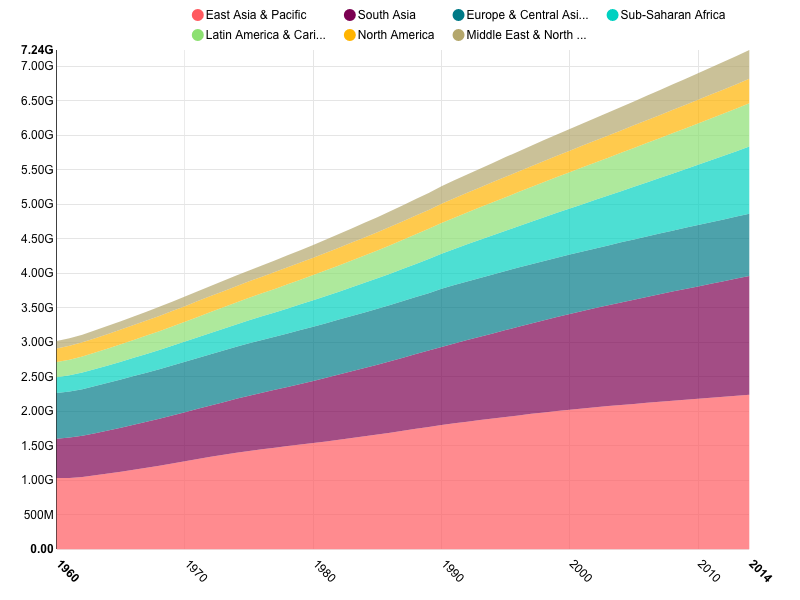 East Asia & Pacific South Asia Europe & Central Asi... Sub-Saharan Africa
Latin America & Cari... North America Middle East & North ...
7.24G
7.00G
6.50G
6.00G
5.50G
5.00G
4.50G
4.00G
3.50G
3.00G
2.50G
2.00G
1.50G
1.00G
500M
0.00
1960 1970 1980 1990 2000 2010 2014